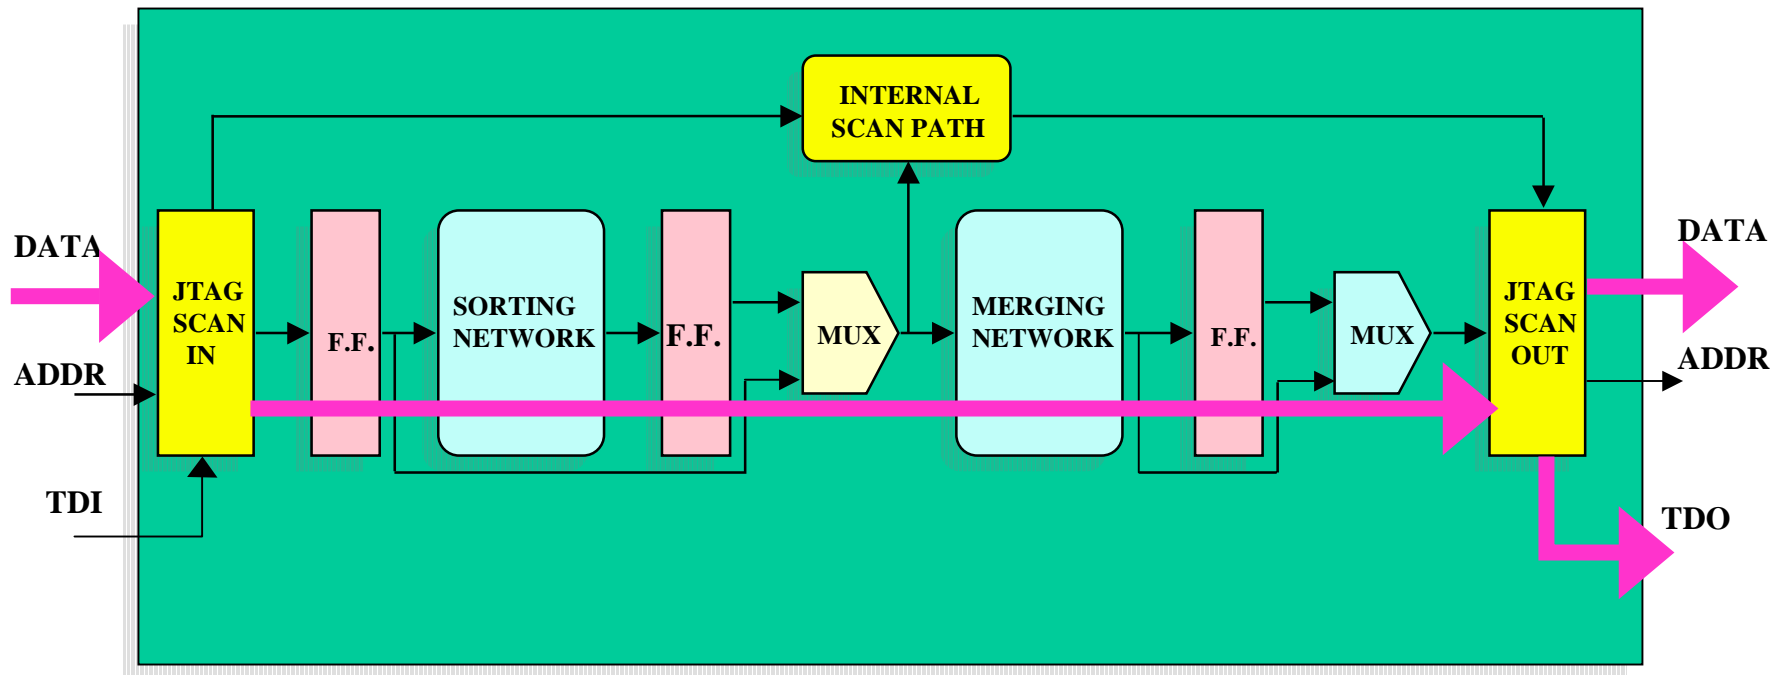 INTERNAL
SCAN PATH
DATA
ADDR
TDI
JTAG
SCAN
IN
F.F.
SORTING
NETWORK
F.F.
MUX
MERGING
NETWORK
F.F.
MUX
JTAG
SCAN
OUT
DATA
ADDR
TDO